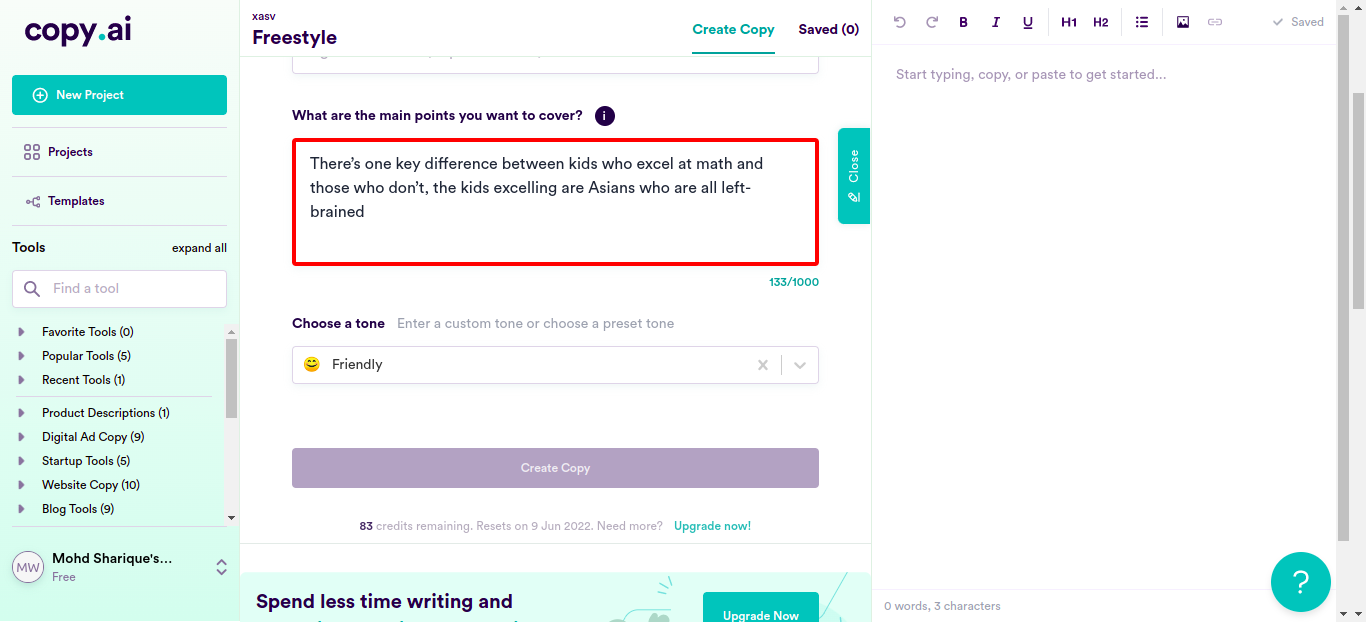 copy.ai
New Project
Projects
Templates
Tools
expand all
Find a tool
Favorite Tools (0)
Popular Tools (5)
Recent Tools (1)
Product Descriptions (1)
Digital Ad Copy (9)
Startup Tools (5)
Website Copy (10)
Blog Tools (9)
MW
Mohd Sharique's...
Free
xasv
Freestyle
Create Copy
Saved (0)
What are the main points you want to cover?
i
There’s one key difference between kids who excel at math and
those who don’t, the kids excelling are Asians who are all left-
brained
133/1000
Choose a tone Enter a custom tone or choose a preset tone
Friendly
Create Copy
83 credits remaining. Resets on 9 Jun 2022. Need more? Upgrade now!
Spend less time writing and
Upgrade Now
Close
B I U H1 H2
Saved
Start typing, copy, or paste to get started...
0 words, 3 characters
?